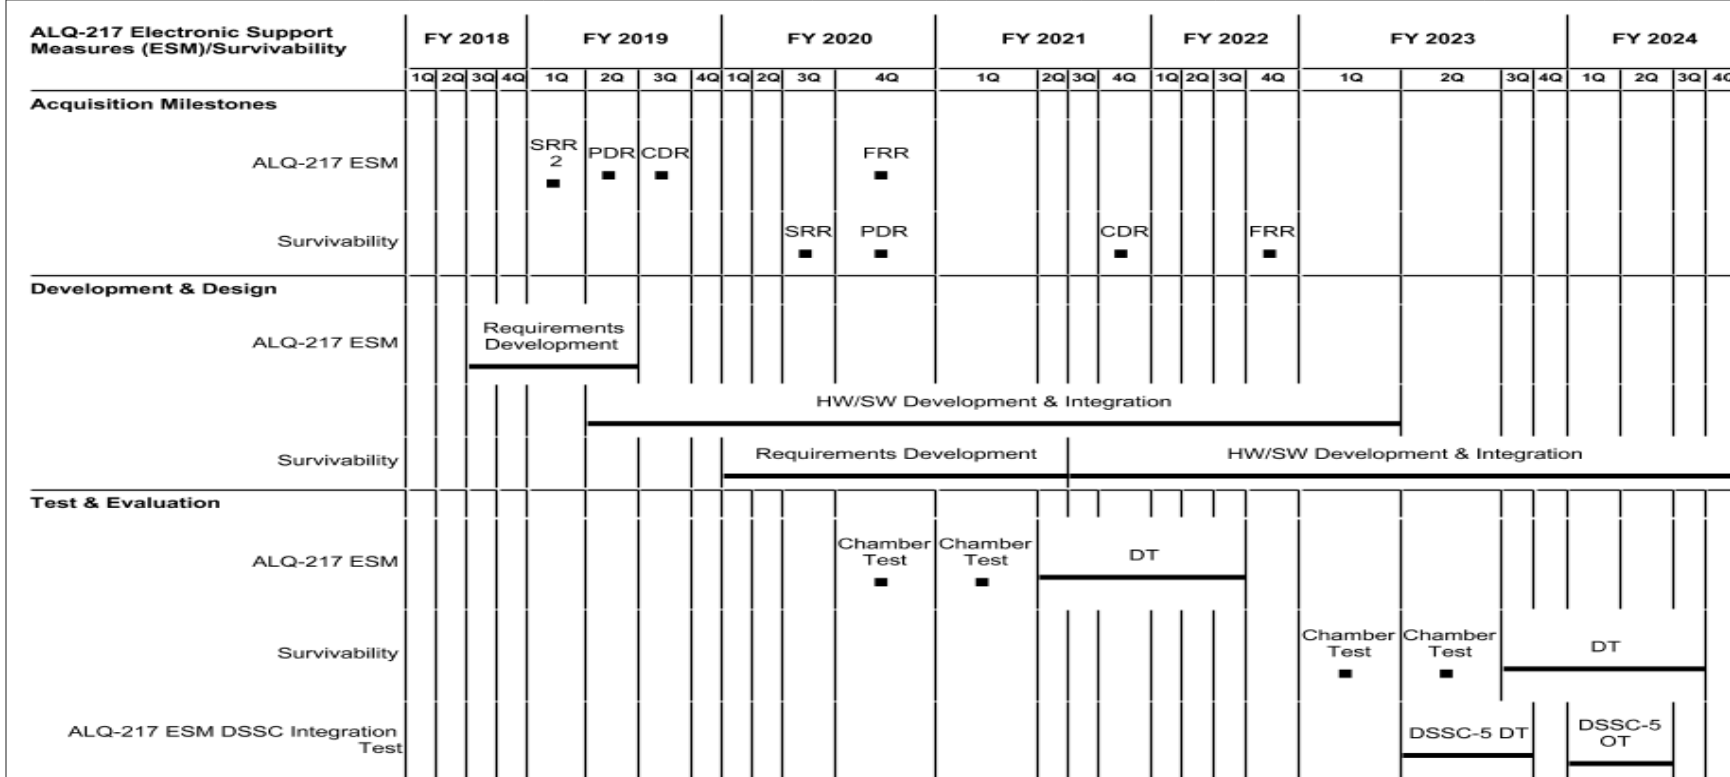 ALQ-217 Electronic Support
Measures (ESM)/Survivability
FY 2018 FY 2019 FY 2020 FY 2021 FY 2022 FY 2023 FY 2024
1Q 2Q 3Q 4Q 1Q 2Q 3Q 4Q 1Q 2Q 3Q 4Q 1Q 2Q 3Q 4Q 1Q 2Q 3Q 4Q 1Q 2Q 3Q 4Q 1Q 2Q 3Q 4Q
Acquisition Milestones
ALQ-217 ESM
SRR
2
PDR CDR FRR
Survivability
SRR PDR CDR FRR
Development & Design
ALQ-217 ESM
Requirements
Development
HW/SW Development & Integration
Survivability
Requirements Development HW/SW Development & Integration
Test & Evaluation
ALQ-217 ESM
Chamber
Test
Chamber
Test
DT
Survivability
Chamber
Test
Chamber
Test
DT
ALQ-217 ESM DSSC Integration
Test
DSSC-5 DT
DSSC-5
OT